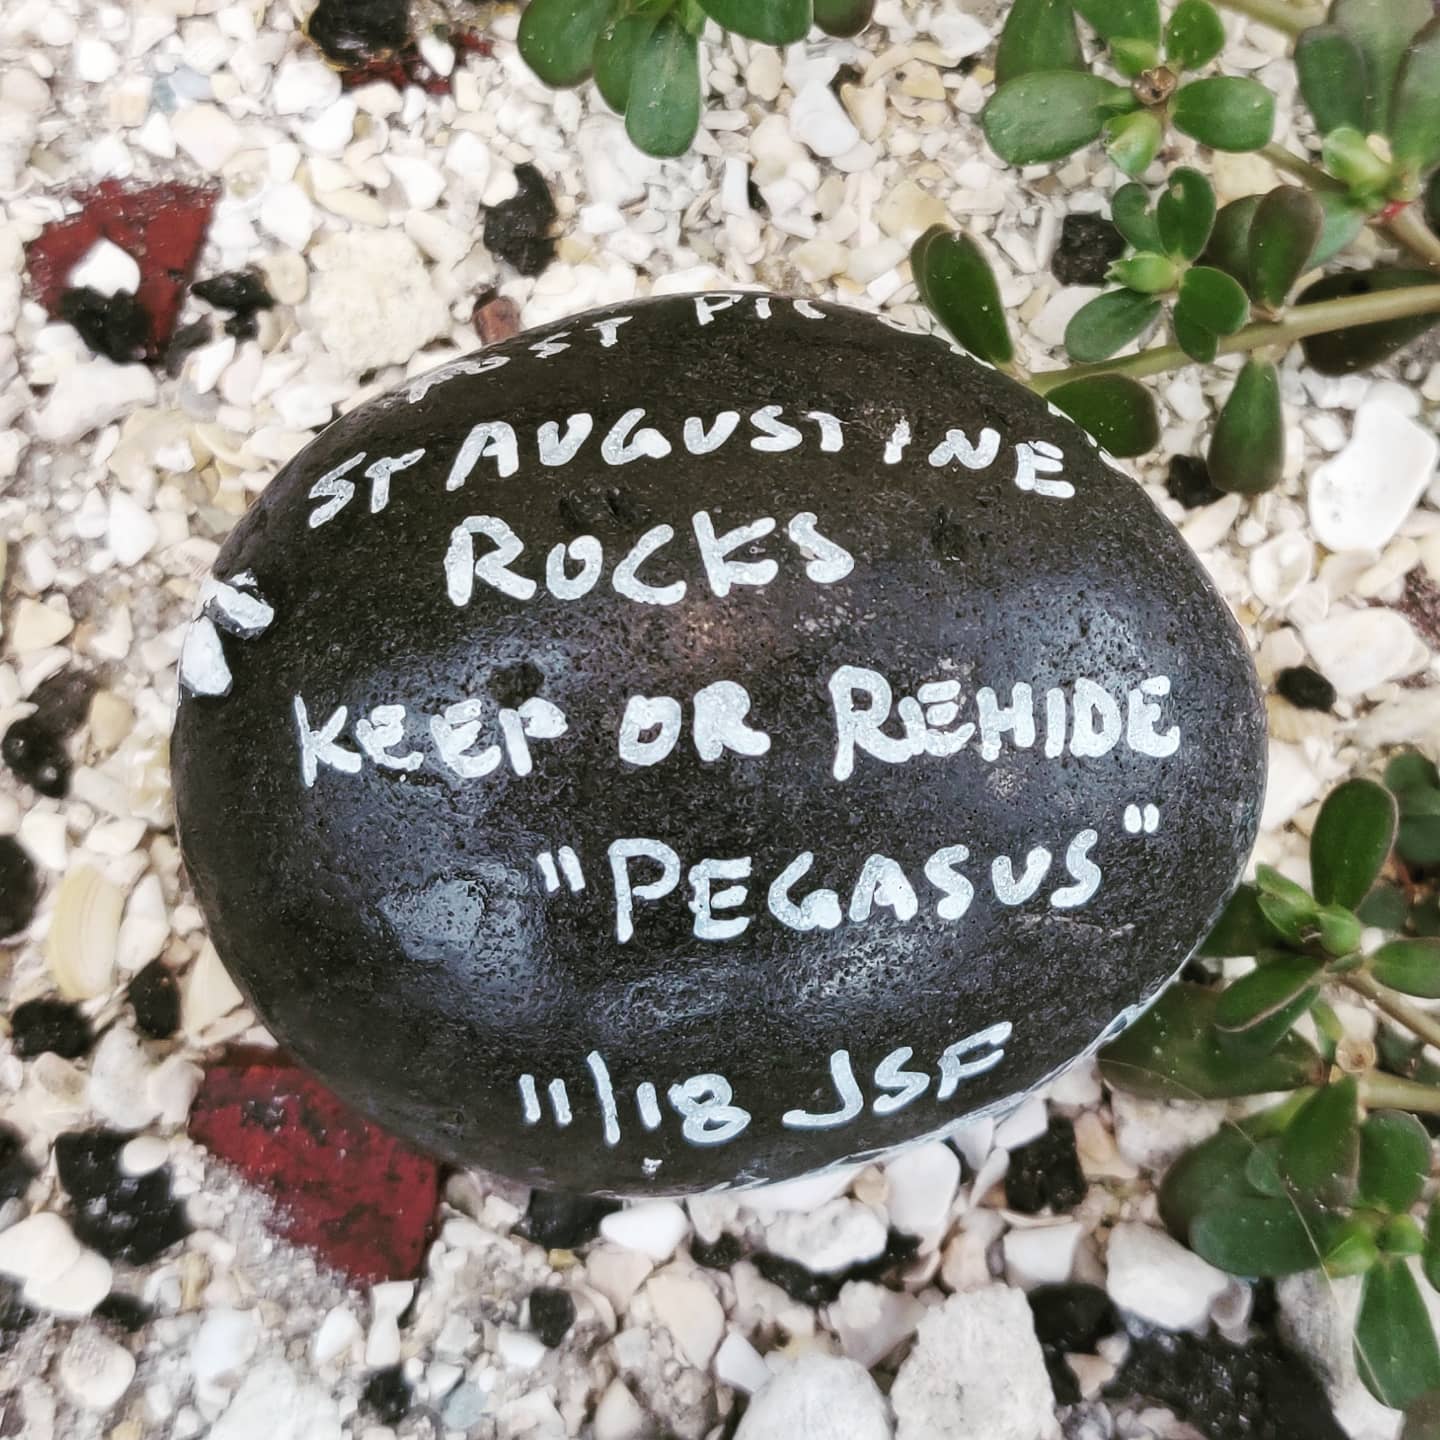 ST AUGUSTINE
ROCKS
KEEP OR REHIDE
"PEGASUS"
11/18 JSF